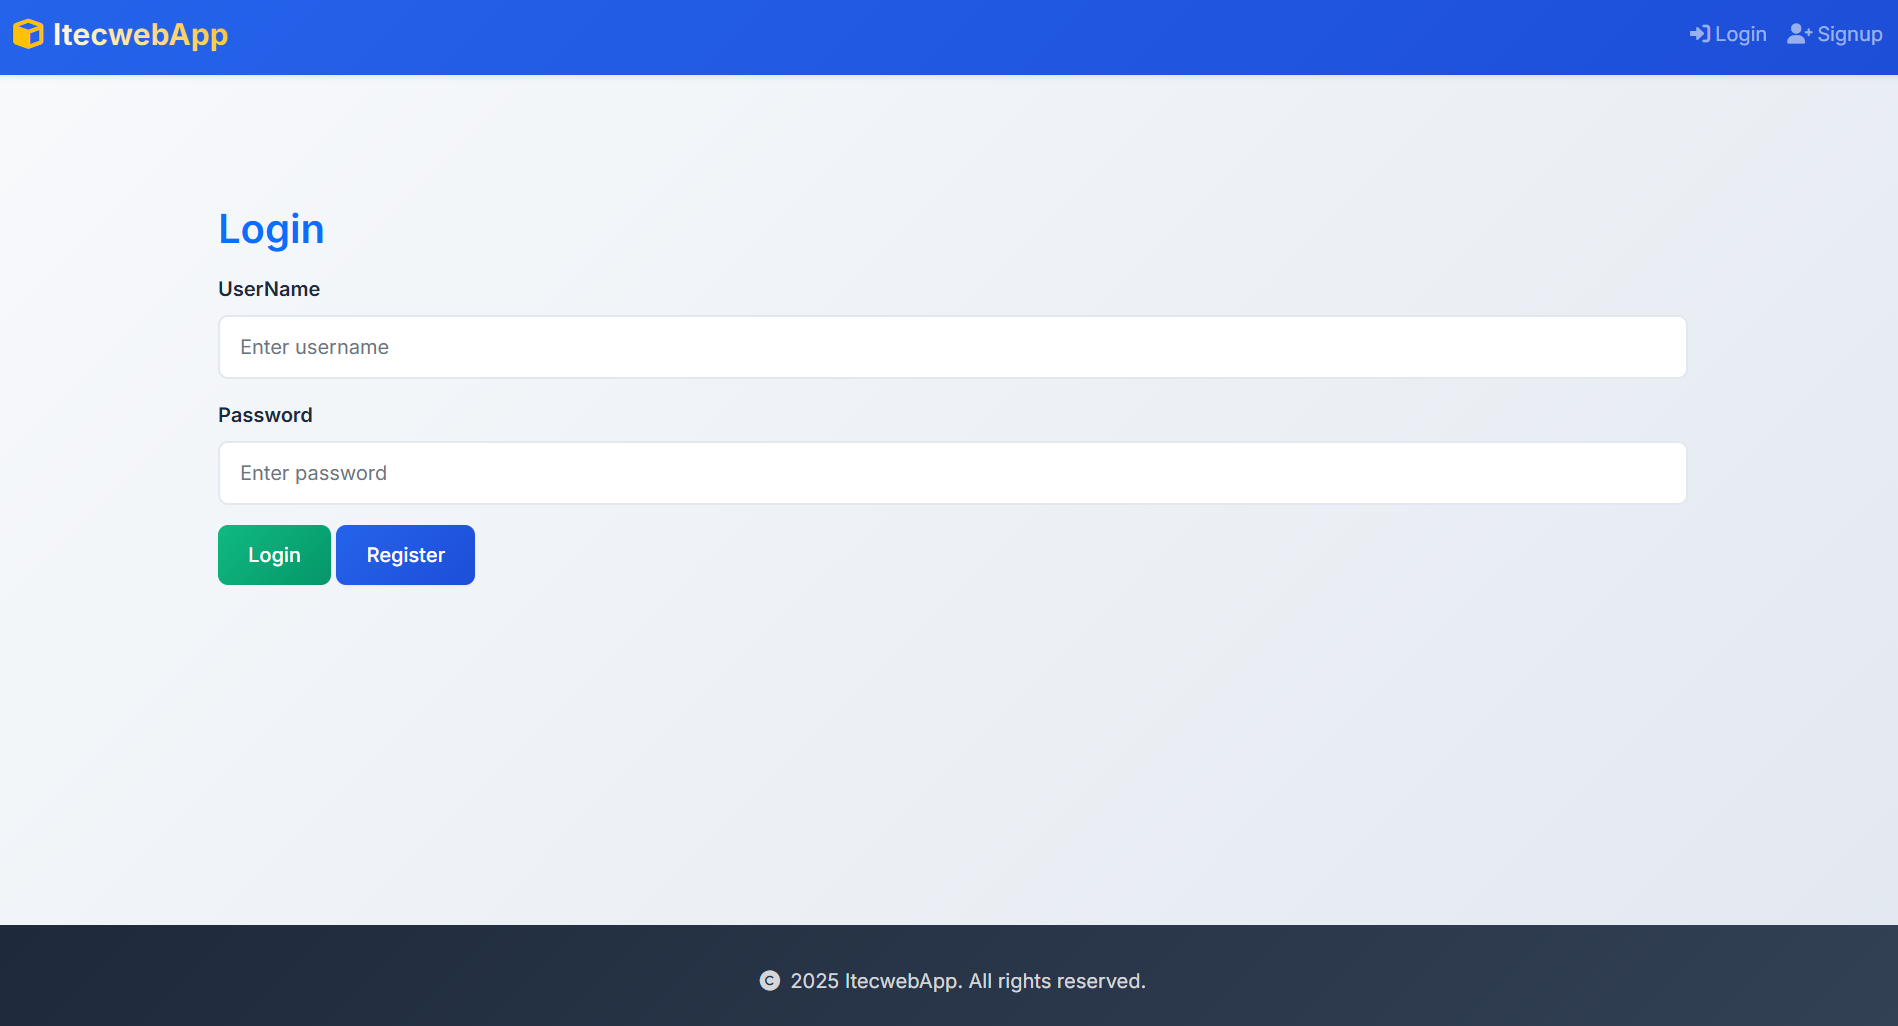 ItecwebApp
Login Signup
Login
UserName
Enter username
Password
Enter password
Login Register
© 2025 ItecwebApp. All rights reserved.